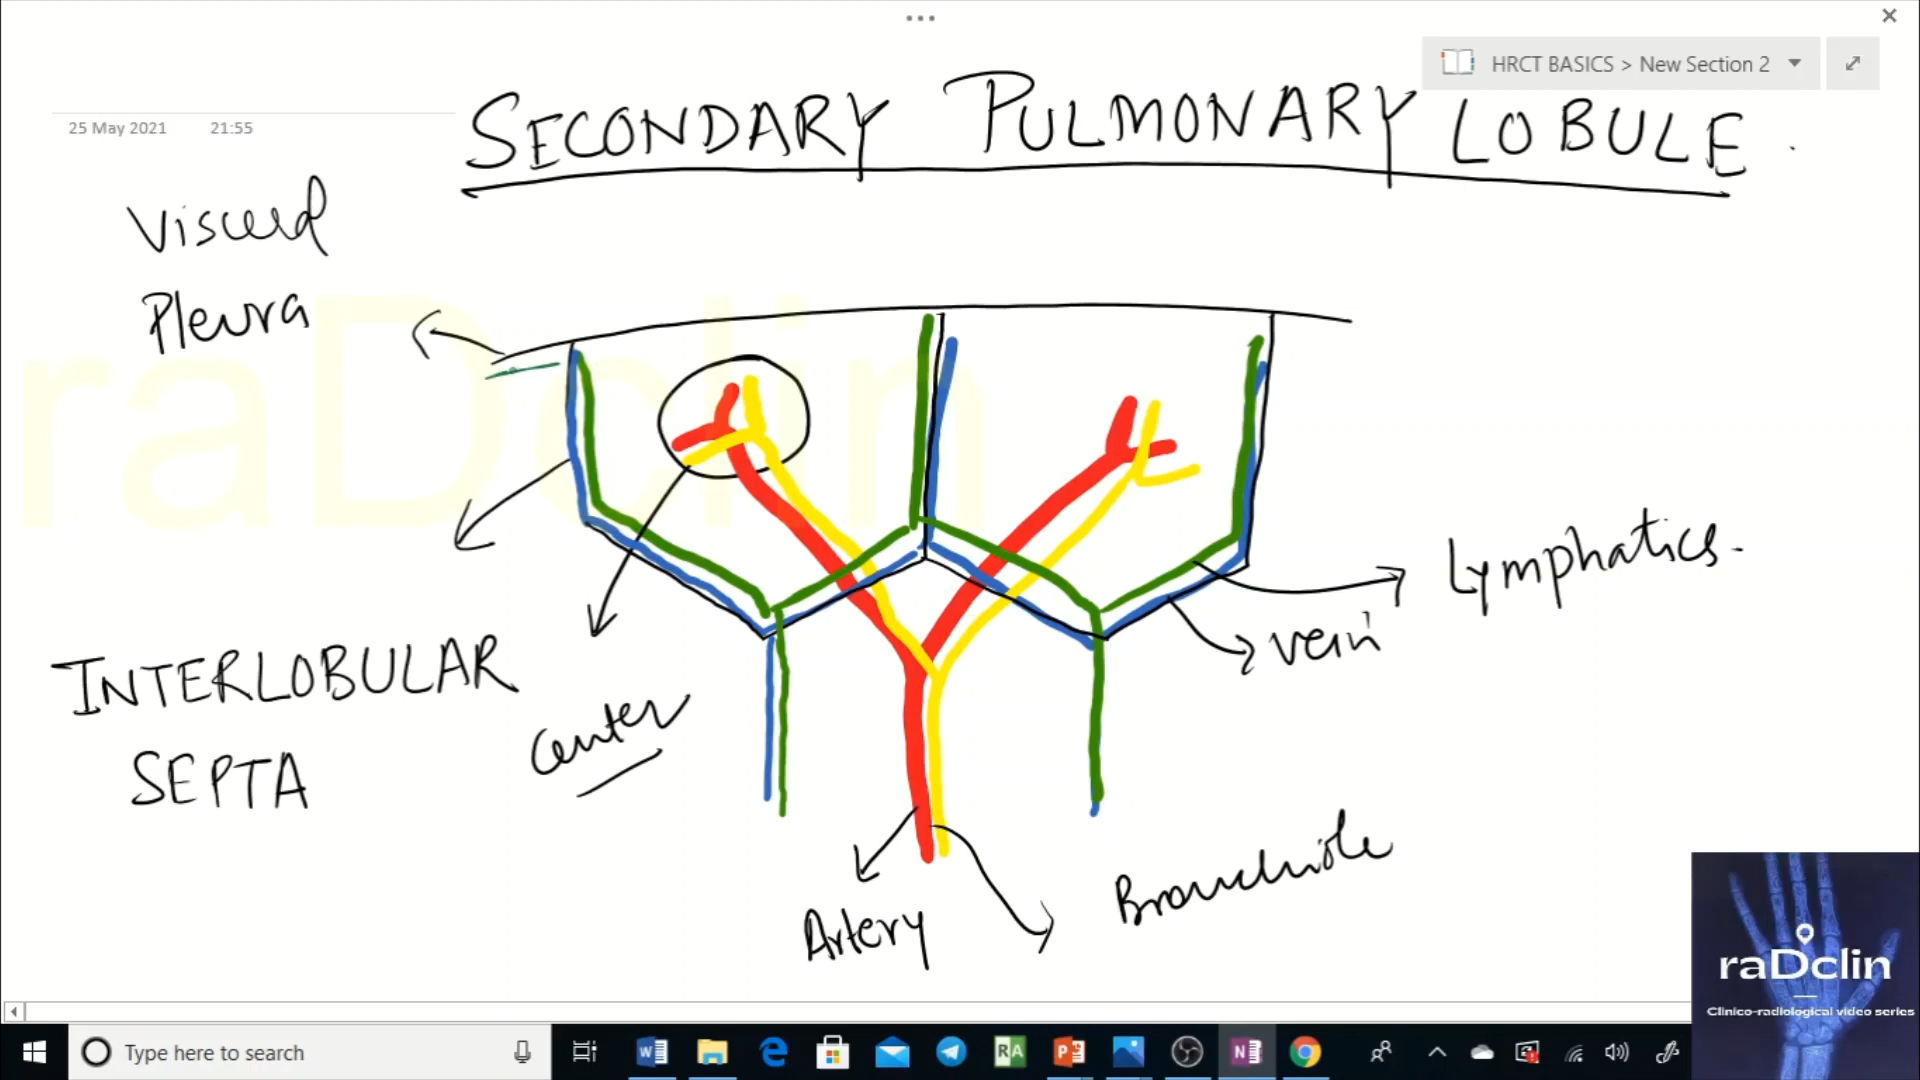 HRCT BASICS > New Section 2
SECONDARY PULMONARY LOBULE.
25 May 2021 21:55
Visceral
Pleura
raDclin
Lymphatics.
vein
INTERLOBULAR
SEPTA
Center
Artery
Bronchiole
raDclin
Clinico-radiological video series
Type here to search